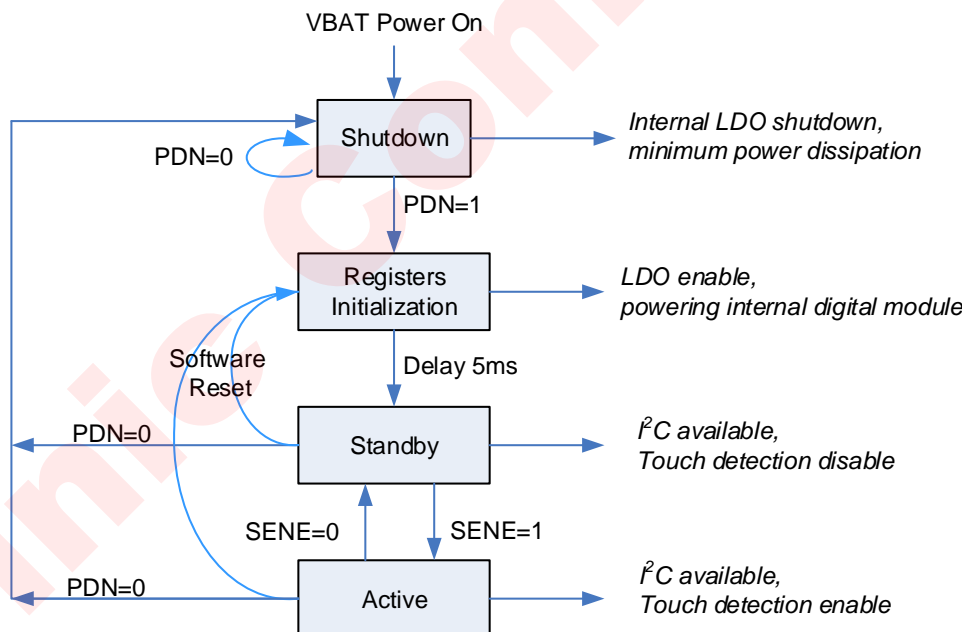 VBAT Power On
Shutdown
Internal LDO shutdown,
minimum power dissipation
PDN=0
PDN=1
Registers
Initialization
LDO enable,
powering internal digital module
Software
Reset
Delay 5ms
PDN=0
Standby
I²C available,
Touch detection disable
SENE=0
SENE=1
PDN=0
Active
I²C available,
Touch detection enable